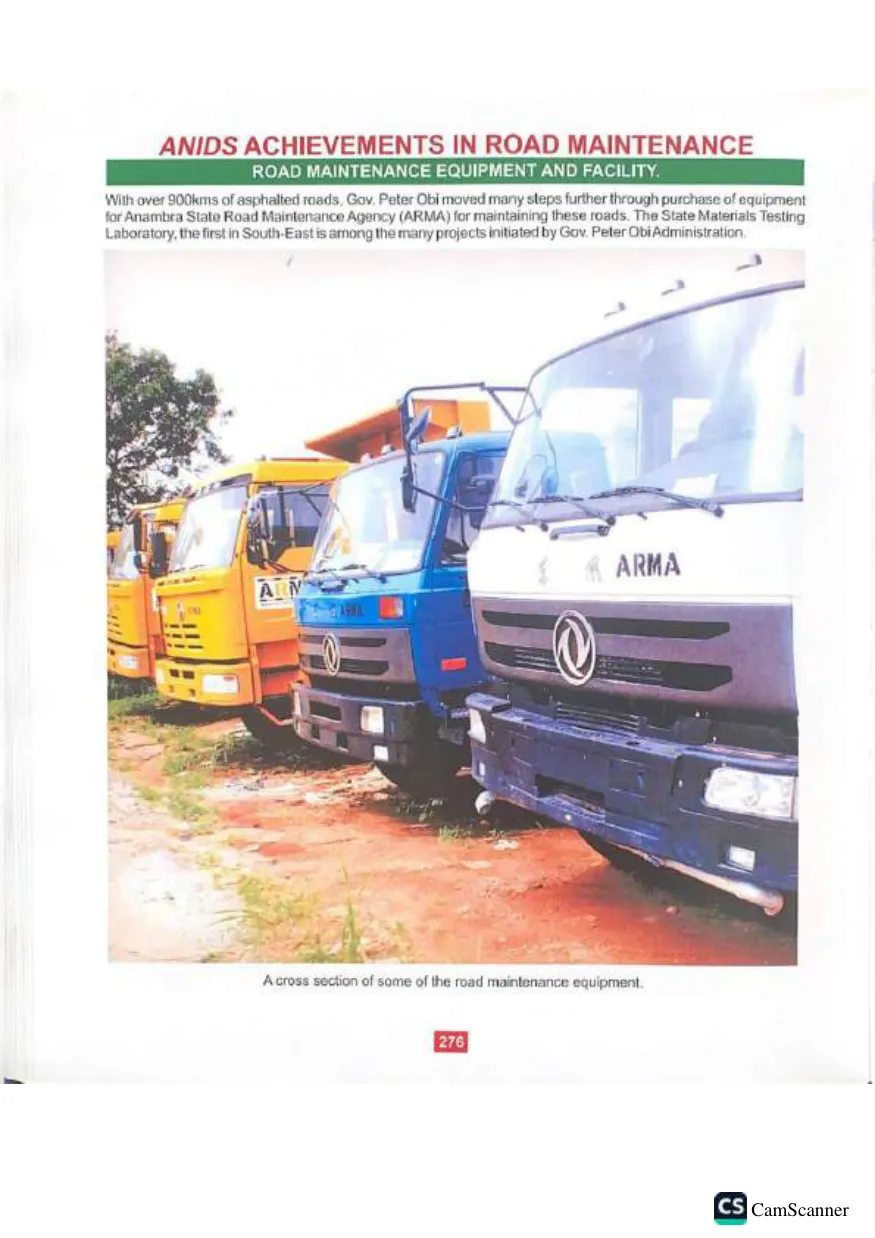 ANIDS ACHIEVEMENTS IN ROAD MAINTENANCE
ROAD MAINTENANCE EQUIPMENT AND FACILITY.
With over 900kms of asphalted roads, Gov. Peter Obi moved many steps further through purchase of equipment
for Anambra State Road Maintenance Agency (ARMA) for maintaining these roads. The State Materials Testing
Laboratory, the first in South-East is among the many projects initiated by Gov. Peter Obi Administration.
ARMA
ARM
ARMA
A cross section of some of the road maintenance equipment.
276
CS CamScanner